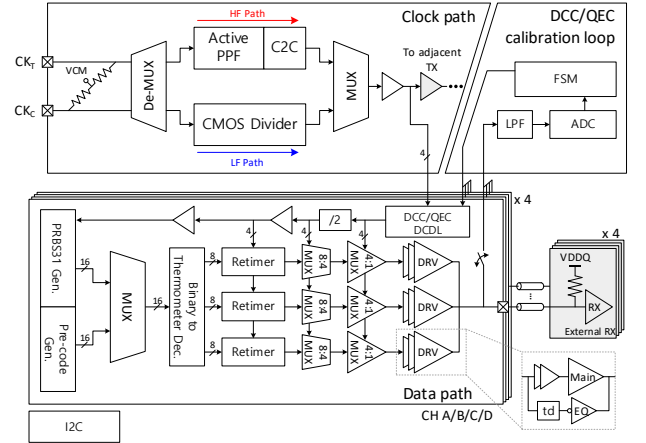 HF Path
Clock path
DCC/QEC
calibration loop
Active
PPF
C2C
CK_T
VCM
De-MUX
MUX
To adjacent
TX
FSM
CK_C
CMOS Divider
LPF
ADC
LF Path
4
x 4
DCC/QEC
DCDL
/2
PRBS31 Gen.
16
4
4
4
x 4
VDDQ
MUX
16
Binary to
Thermometer Dec.
8
Retimer
MUX
8:4
MUX
4:1
DRV
8
Retimer
MUX
8:4
MUX
4:1
DRV
RX
External RX
Pre-code
Gen.
16
8
Retimer
MUX
8:4
MUX
4:1
DRV
Main
td
EQ
Data path
CH A/B/C/D
I2C